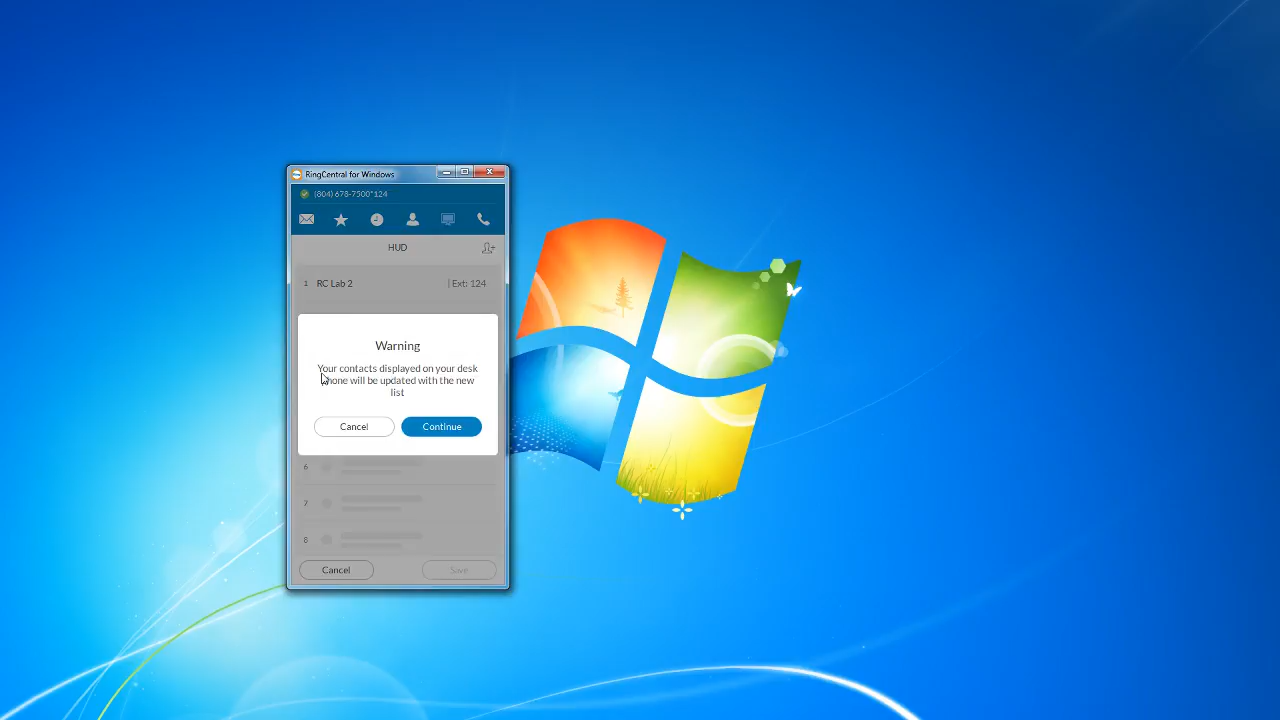 RingCentral for Windows
(804) 678-7500*124
HUD
1 RC Lab 2 | Ext: 124
Warning
Your contacts displayed on your desk
phone will be updated with the new
list
Cancel Continue
6
7
8
Cancel Save